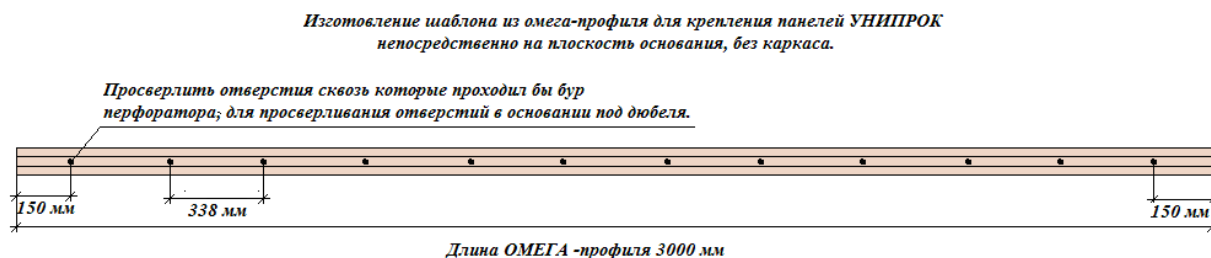 Изготовление шаблона из омега-профиля для крепления панелей УНИПРОК
непосредственно на плоскость основания, без каркаса.
Просверлить отверстия сквозь которые проходил бы бур
перфоратора; для просверливания отверстий в основании под дюбеля.
150 мм
338 мм
150 мм
Длина ОМЕГА -профиля 3000 мм